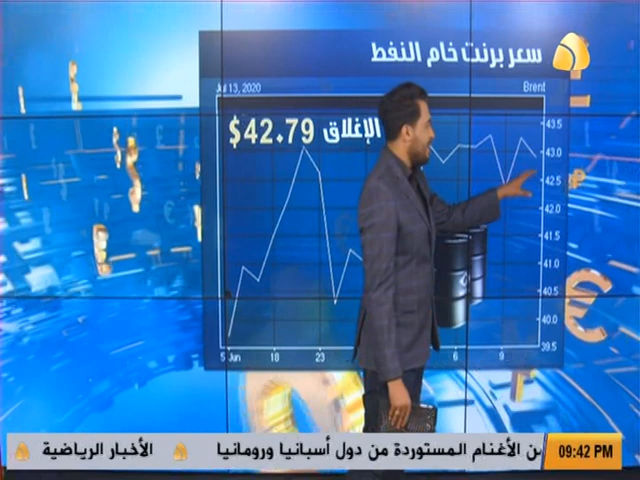 سعر برنت خام النفط
Jul 13, 2020
Brent
الإغلاق 42.79$
43.5
43.0
42.5
42.0
41.5
41.0
40.5
40.0
39.5
Jun
18
23
6
9
الأغنام المستوردة من دول أسبانيا ورومانيا
الأخبار الرياضية
09:42 PM